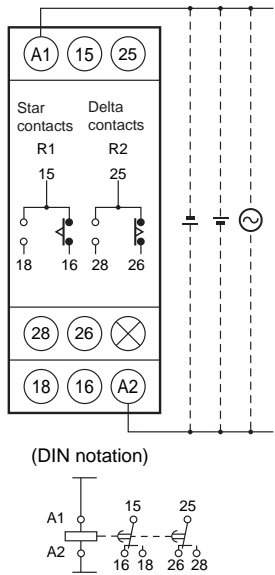 A1 15 25
Star contacts
Delta contacts
R1 R2
15 25
18 16 28 26
28 26
18 16 A2
(DIN notation)
15 25
A1
A2
16 18 26 28